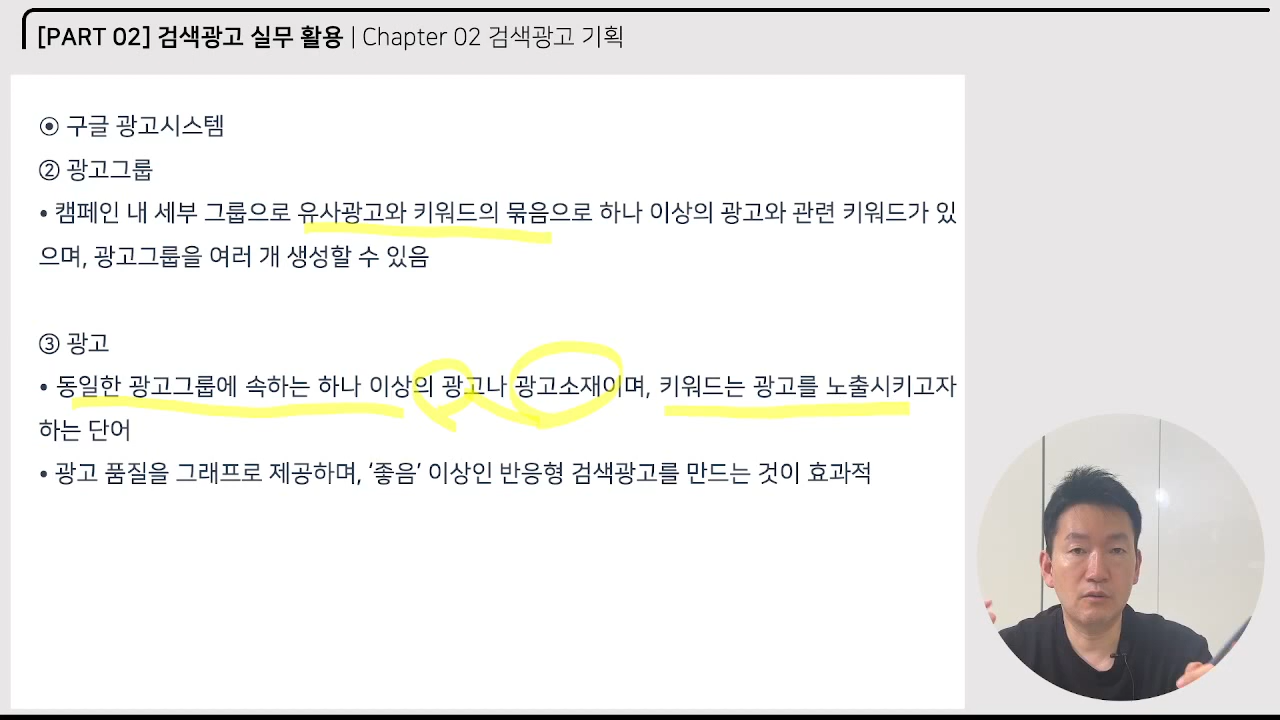 [PART 02] 검색광고 실무 활용 | Chapter 02 검색광고 기획
⦿ 구글 광고시스템
② 광고그룹
• 캠페인 내 세부 그룹으로 유사광고와 키워드의 묶음으로 하나 이상의 광고와 관련 키워드가 있
으며, 광고그룹을 여러 개 생성할 수 있음
③ 광고
• 동일한 광고그룹에 속하는 하나 이상의 광고나 광고소재이며, 키워드는 광고를 노출시키고자
하는 단어
• 광고 품질을 그래프로 제공하며, ‘좋음’ 이상인 반응형 검색광고를 만드는 것이 효과적